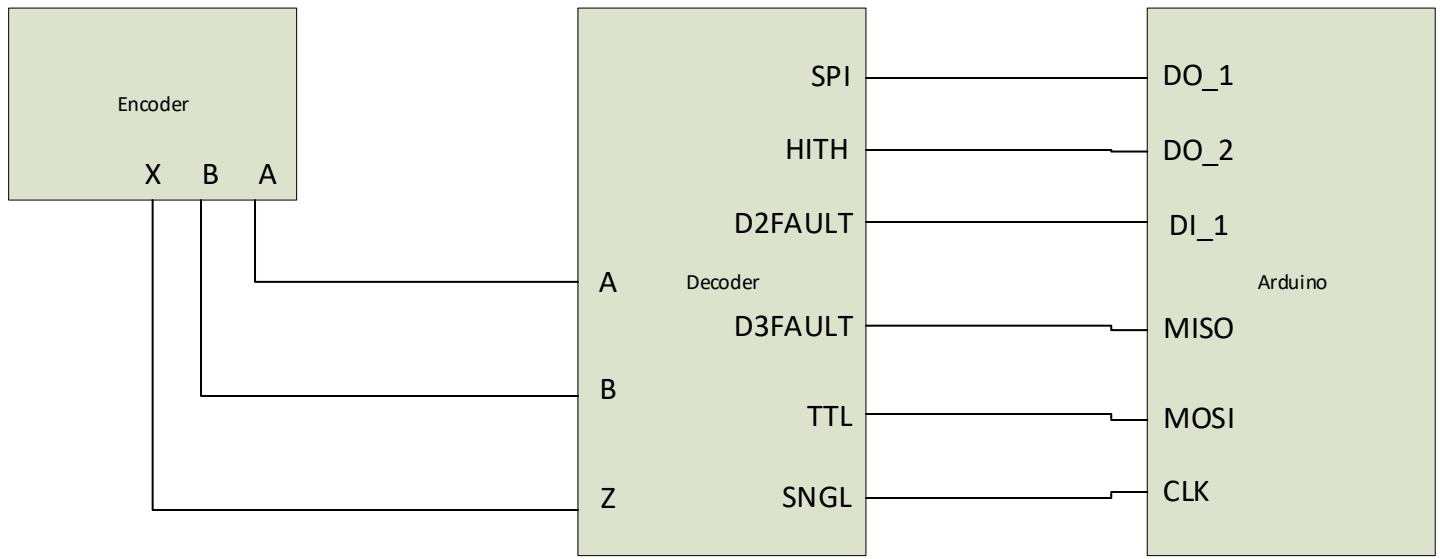 Encoder
X B A
A
B
Z
Decoder
SPI
HITH
D2FAULT
D3FAULT
TTL
SNGL
DO_1
DO_2
DI_1
Arduino
MISO
MOSI
CLK